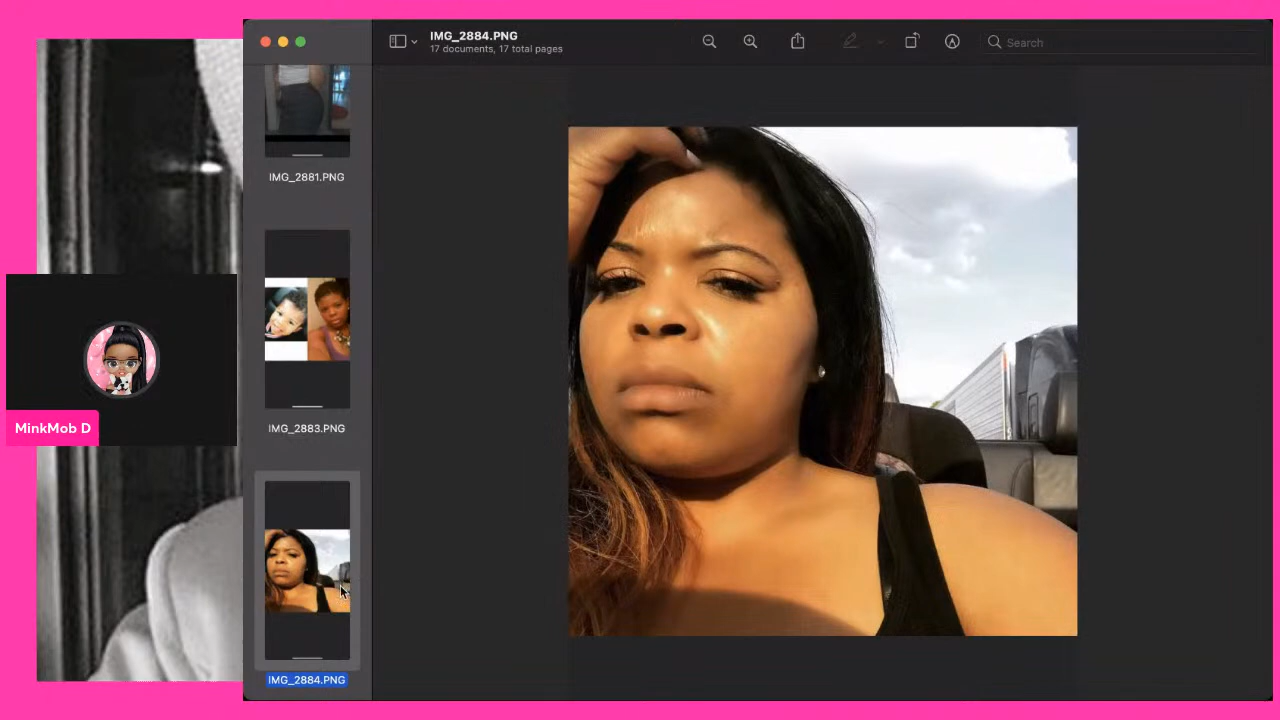 IMG_2884.PNG
17 documents, 17 total pages
Search
IMG_2881.PNG
IMG_2883.PNG
MinkMob D
IMG_2884.PNG